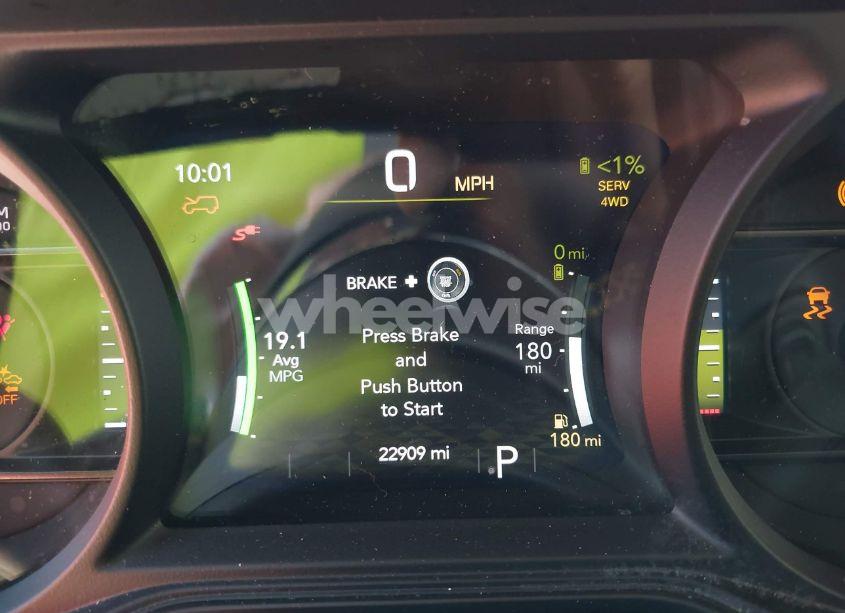 10:01
0 MPH
<1%
SERV
4WD
0 mi
BRAKE +
wheelwise
19.1
Avg
MPG
Press Brake
and
Push Button
to Start
Range
180
mi
180 mi
22909 mi
P
M
OFF